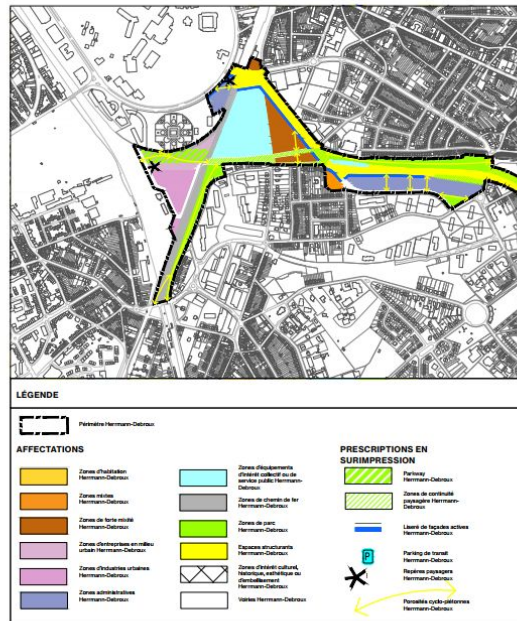 LÉGENDE
Périmètre Herrmann-Debroux
AFFECTATIONS
Zones d'habitation
Herrmann-Debroux
Zones mixtes
Herrmann-Debroux
Zones de forte mixité
Herrmann-Debroux
Zones d'entreprises en milieu
urbain Herrmann-Debroux
Zones d'industries urbaines
Herrmann-Debroux
Zones administratives
Herrmann-Debroux
Zones d'équipements
d'intérêt collectif ou de
service public Herrmann-
Debroux
Zones de chemin de fer
Herrmann-Debroux
Zones de parc
Herrmann-Debroux
Espaces structurants
Herrmann-Debroux
Zones d'intérêt culturel,
historique, esthétique ou
d'embellissement
Herrmann-Debroux
Voiries Herrmann-Debroux
PRESCRIPTIONS EN
SURIMPRESSION
Parkway
Herrmann-Debroux
Zones de continuité
paysagère Herrmann-
Debroux
Liseré de façades actives
Herrmann-Debroux
P
Parking de transit
Herrmann-Debroux
Repères paysagers
Herrmann-Debroux
Porosités cyclo-piétonnes
Herrmann-Debroux